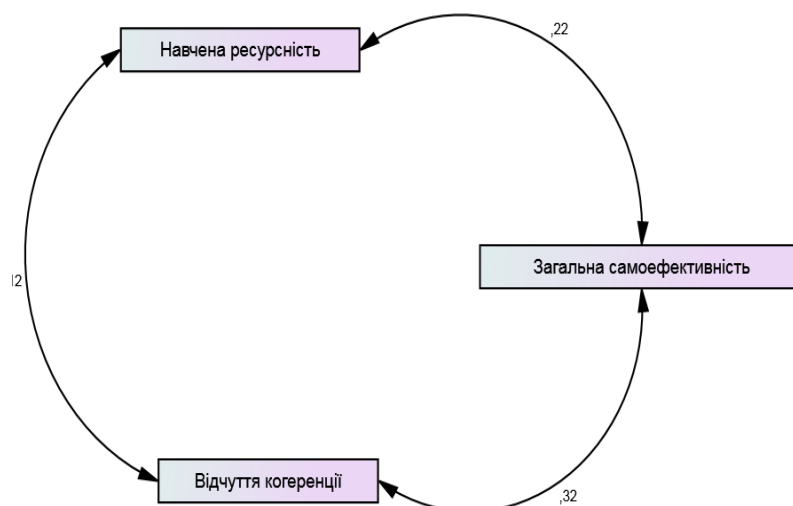 Навчена ресурсність
,22
Загальна самоефективність
Відчуття когеренції
,32